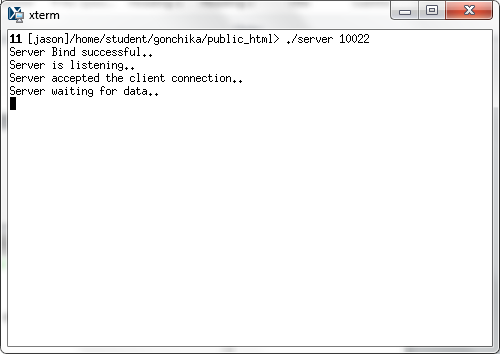 xterm
11 [jason]/home/student/gonchika/public_html> ./server 10022
Server Bind successful..
Server is listening..
Server accepted the client connection..
Server waiting for data..